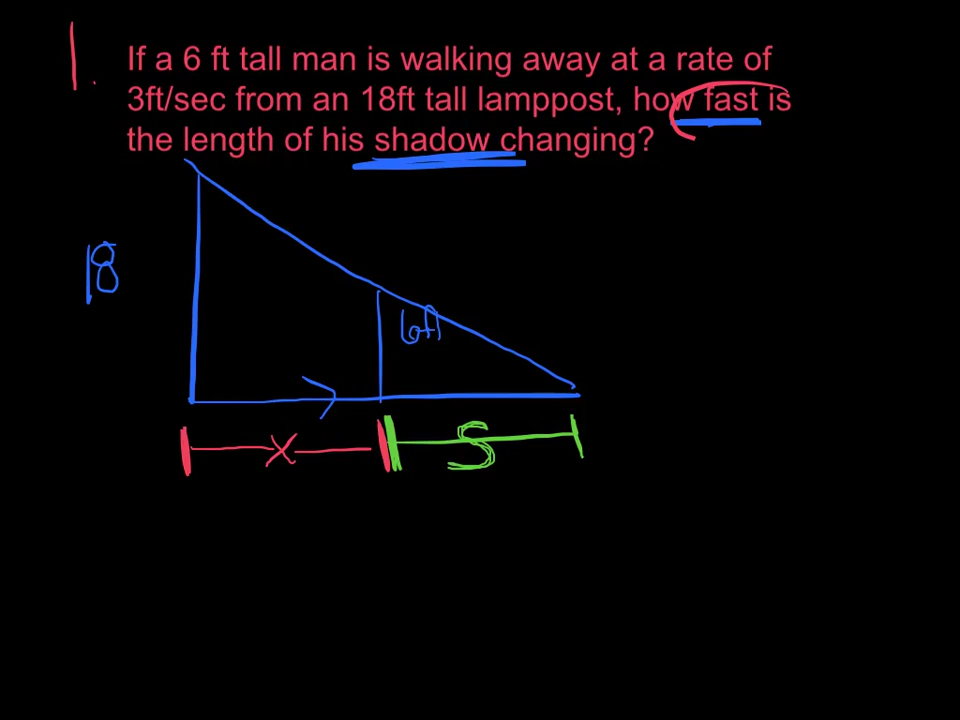 1.
If a 6 ft tall man is walking away at a rate of
3ft/sec from an 18ft tall lamppost, how fast is
the length of his shadow changing?
18
6ft
x
S